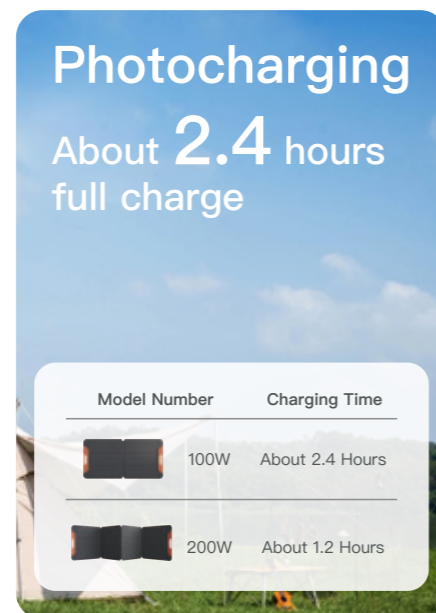 Photocharging
About 2.4 hours
full charge
Model Number Charging Time
100W About 2.4 Hours
200W About 1.2 Hours